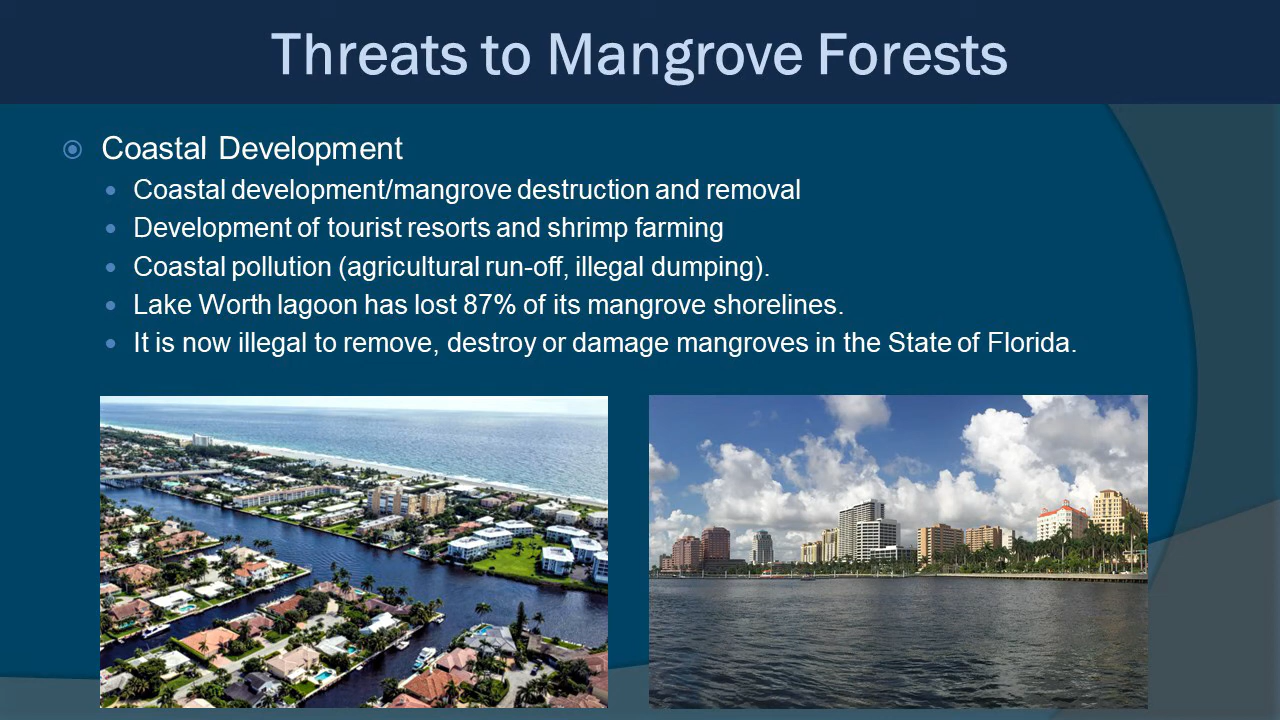 Threats to Mangrove Forests
Coastal Development
Coastal development/mangrove destruction and removal
Development of tourist resorts and shrimp farming
Coastal pollution (agricultural run-off, illegal dumping).
Lake Worth lagoon has lost 87% of its mangrove shorelines.
It is now illegal to remove, destroy or damage mangroves in the State of Florida.